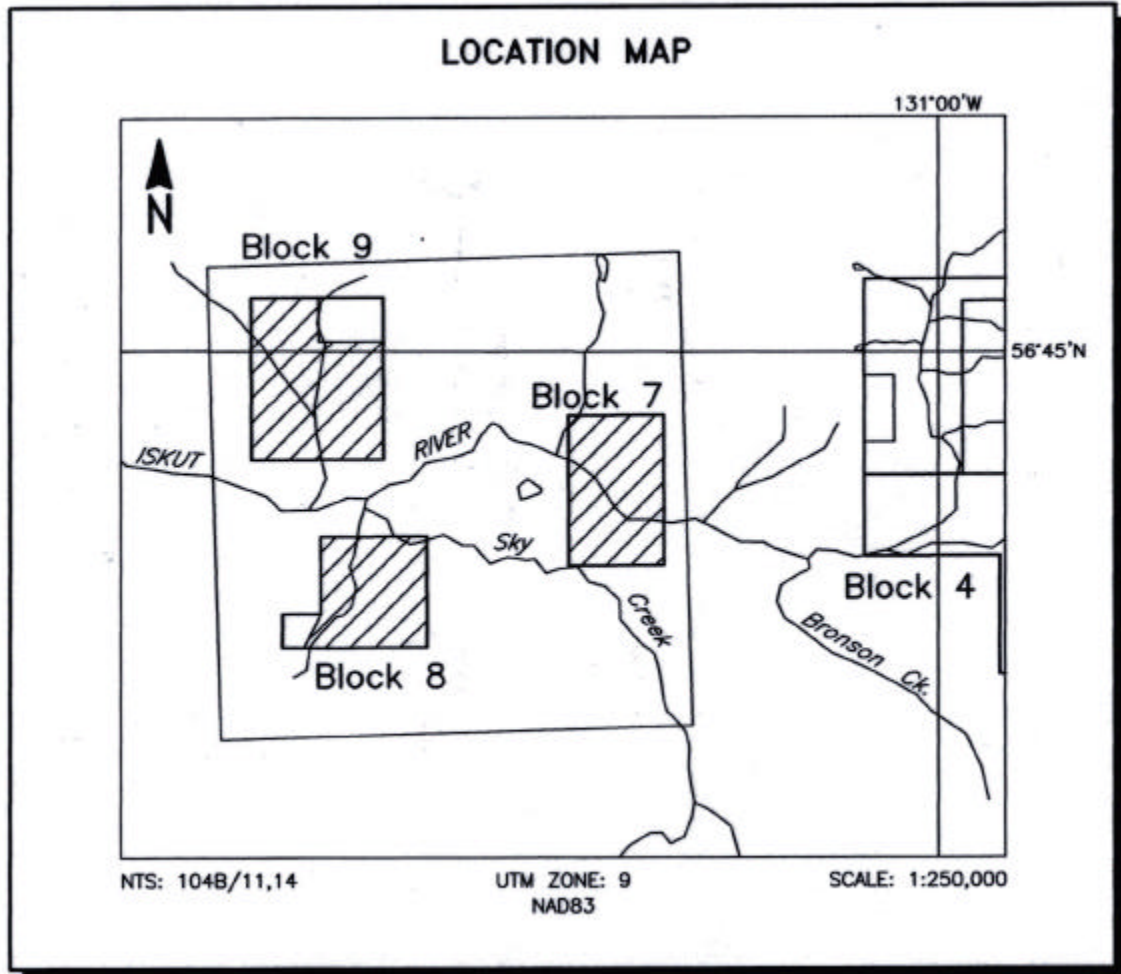 LOCATION MAP
131°00'W
N
Block 9
56°45'N
Block 7
RIVER
ISKUT
Sky
Creek
Block 4
Bronson Ck.
Block 8
NTS: 104B/11,14
UTM ZONE: 9
SCALE: 1:250,000
NAD83